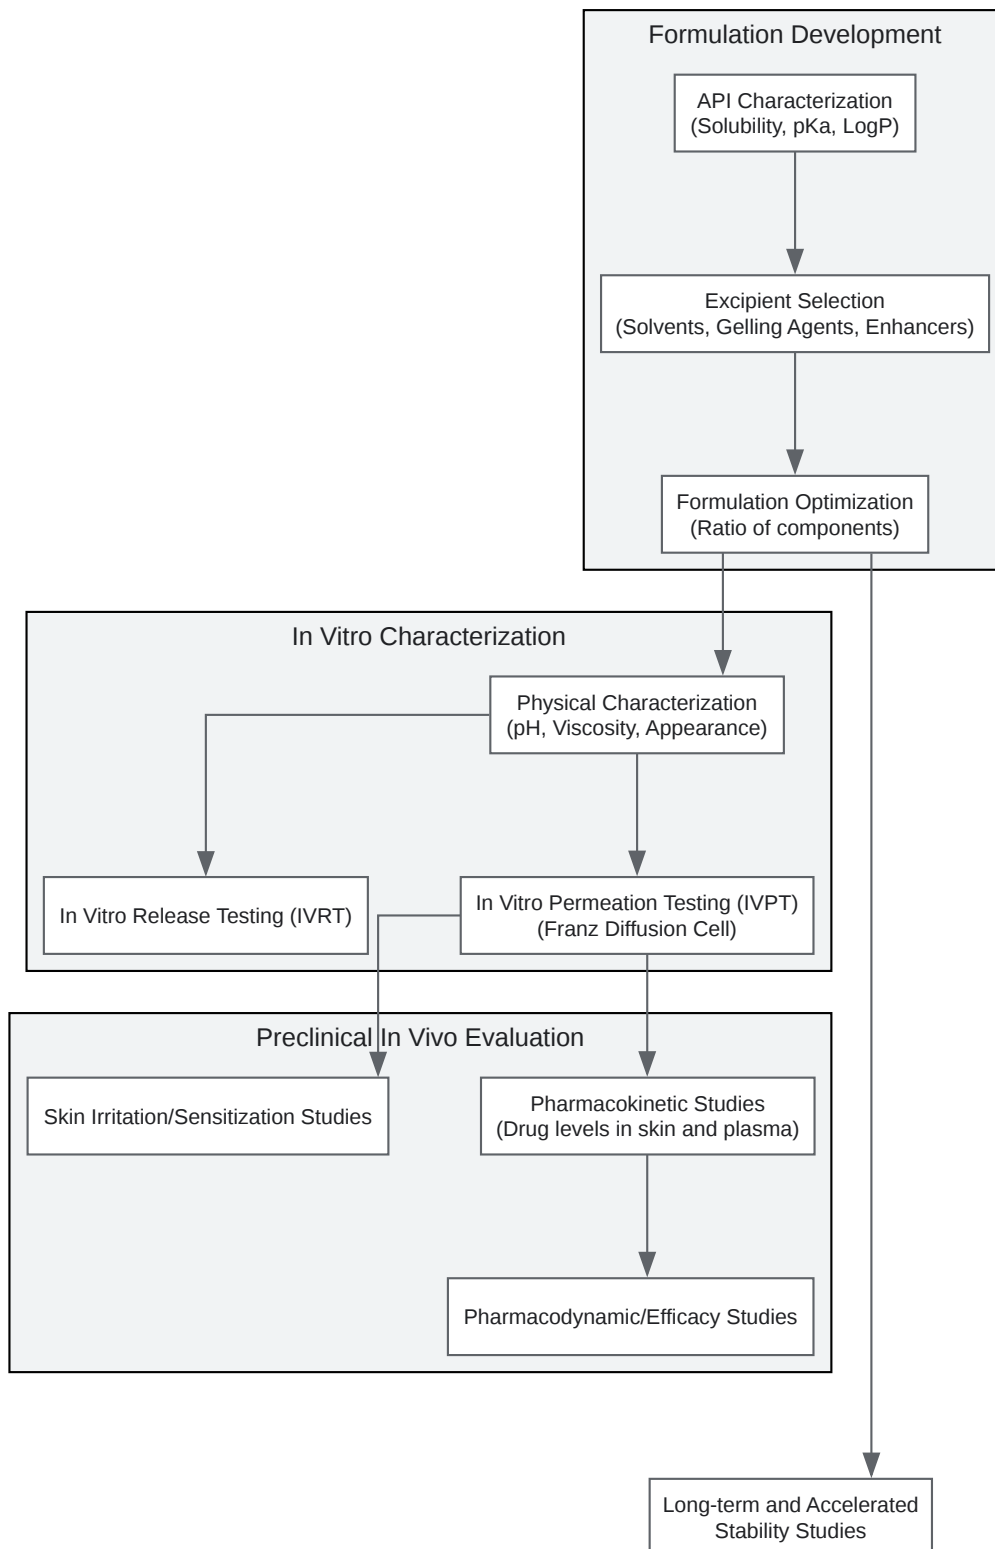 Formulation Development
API Characterization
(Solubility, pKa, LogP)
Excipient Selection
(Solvents, Gelling Agents, Enhancers)
Formulation Optimization
(Ratio of components)
In Vitro Characterization
Physical Characterization
(pH, Viscosity, Appearance)
In Vitro Release Testing (IVRT)
In Vitro Permeation Testing (IVPT)
(Franz Diffusion Cell)
Preclinical In Vivo Evaluation
Skin Irritation/Sensitization Studies
Pharmacokinetic Studies
(Drug levels in skin and plasma)
Pharmacodynamic/Efficacy Studies
Long-term and Accelerated
Stability Studies